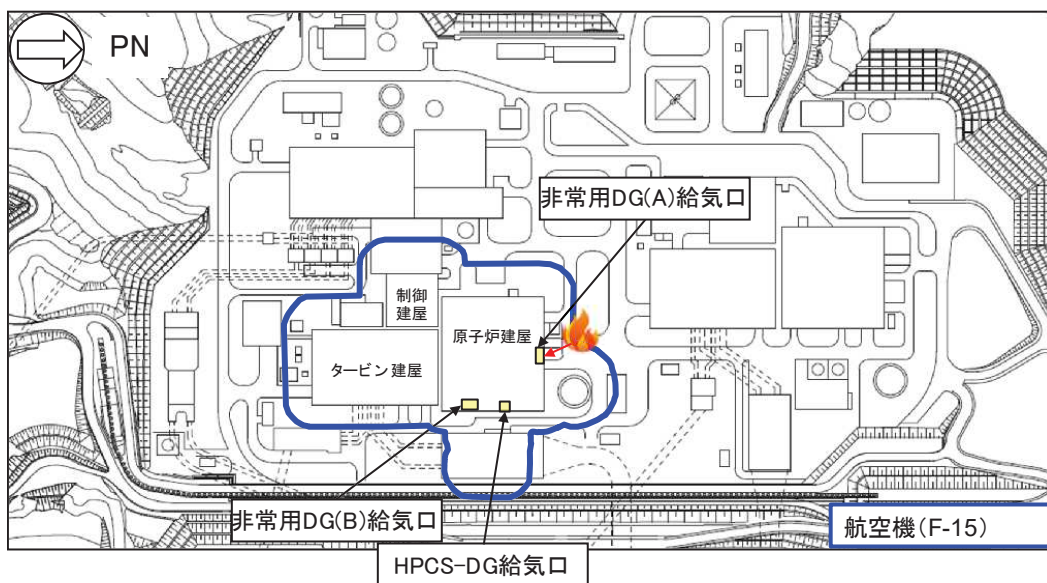 PN
非常用DG(A)給気口
制御
建屋
原子炉建屋
タービン建屋
非常用DG(B)給気口
航空機(F-15)
HPCS-DG給気口